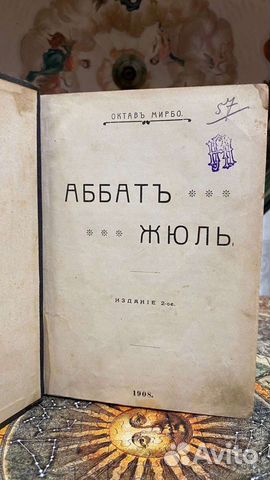 57
ОКТАВЪ МИРБО.
АББАТЪ
ЖЮЛЬ.
ИЗДАНІЕ 2-ое.
1908.
Avito